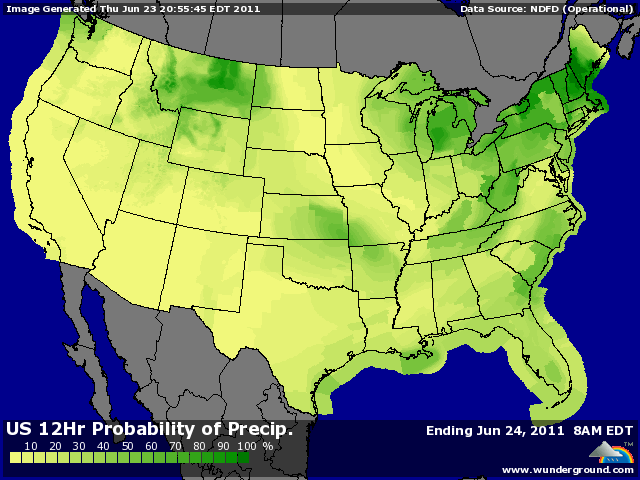 Image Generated Thu Jun 23 20:55:45 EDT 2011 Data Source: NDFD (Operational)
US 12Hr Probability of Precip. Ending Jun 24, 2011 8AM EDT
10 20 30 40 50 60 70 80 90 100 %
TM
www.wunderground.com